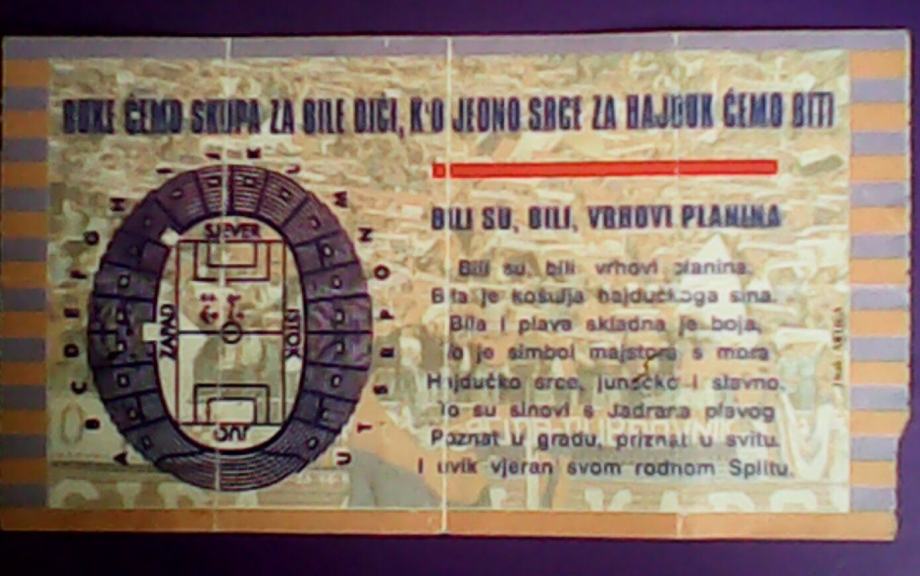 RUKE ĆEMO SKUPA ZA BILE DIĆI, K'O JEDNO SRCE ZA HAJDUK ĆEMO BITI
BILI SU, BILI, VRHOVI PLANINA
Bili su, bili vrhovi planina.
Bila je košulja hajdučkoga sina.
Bila i plava skladna je boja,
To je simbol majstora s mora
Hajdučko srce, junačko i slavno.
To su sinovi s Jadrana plavog
Poznat u gradu, priznat u svitu.
I uvik vjeran svom rodnom Splitu.
SJEVER
ZAPAD
ISTOK
JUG
A
B
C
D
E
F
G
H
I
J
K
L
M
N
O
P
R
S
T
U